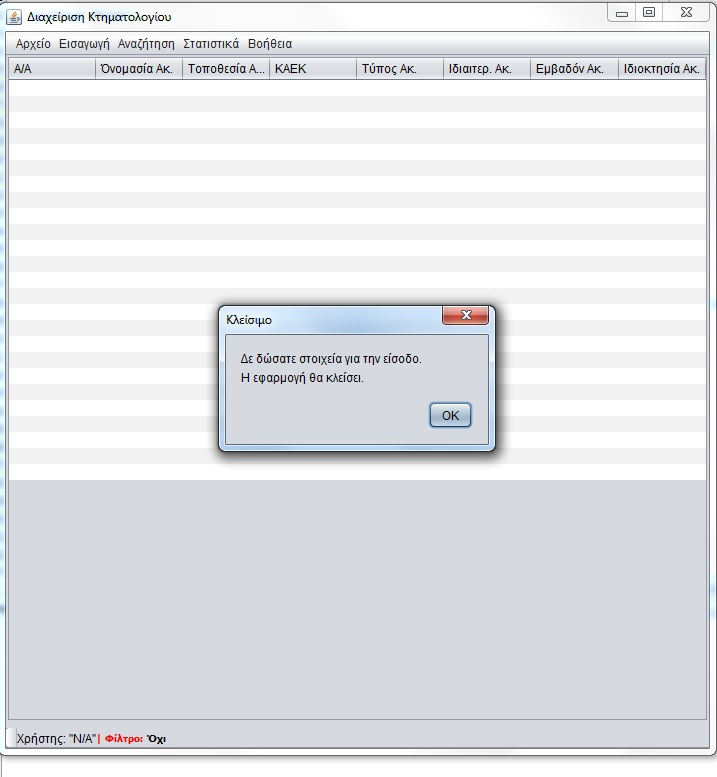 Διαχείριση Κτηματολογίου
Αρχείο Εισαγωγή Αναζήτηση Στατιστικά Βοήθεια
Α/Α Όνομασία Ακ. Τοποθεσία Α... ΚΑΕΚ Τύπος Ακ. Ιδιαιτερ. Ακ. Εμβαδόν Ακ. Ιδιοκτησία Ακ.
Κλείσιμο
Δε δώσατε στοιχεία για την είσοδο.
Η εφαρμογή θα κλείσει.
OK
Χρήστης: "N/A"| Φίλτρο: Όχι